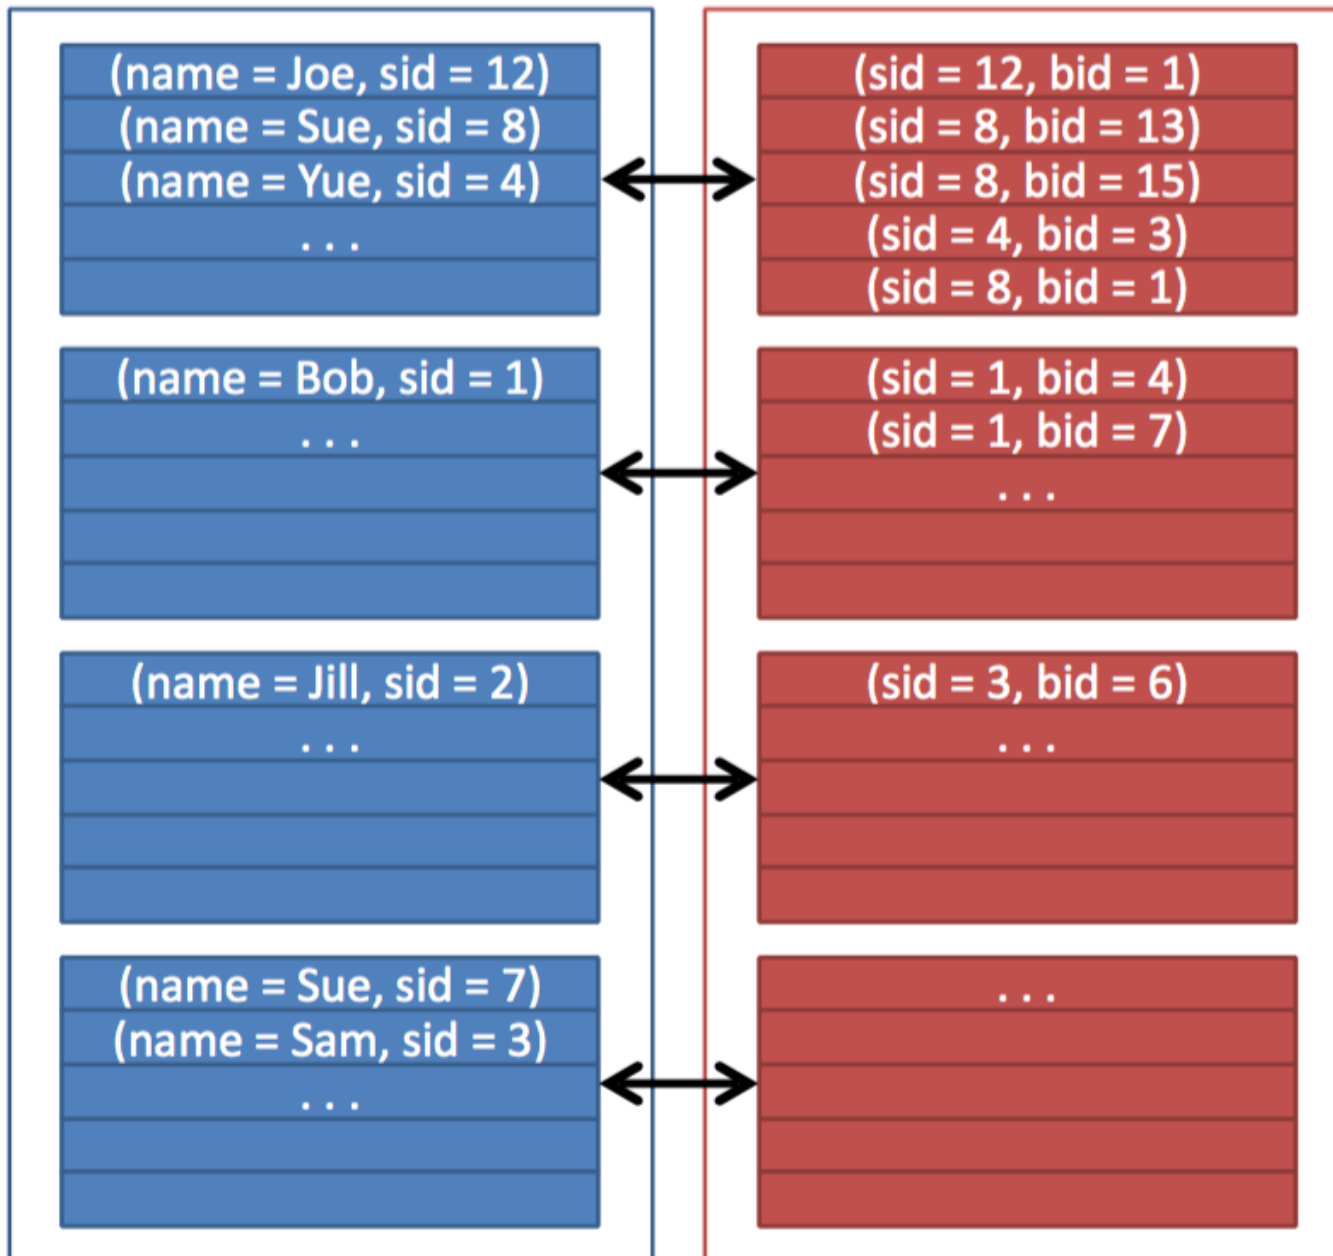 (name = Joe, sid = 12)
(name = Sue, sid = 8)
(name = Yue, sid = 4)
. . .
(name = Bob, sid = 1)
. . .
(name = Jill, sid = 2)
. . .
(name = Sue, sid = 7)
(name = Sam, sid = 3)
. . .
(sid = 12, bid = 1)
(sid = 8, bid = 13)
(sid = 8, bid = 15)
(sid = 4, bid = 3)
(sid = 8, bid = 1)
(sid = 1, bid = 4)
(sid = 1, bid = 7)
. . .
(sid = 3, bid = 6)
. . .
. . .